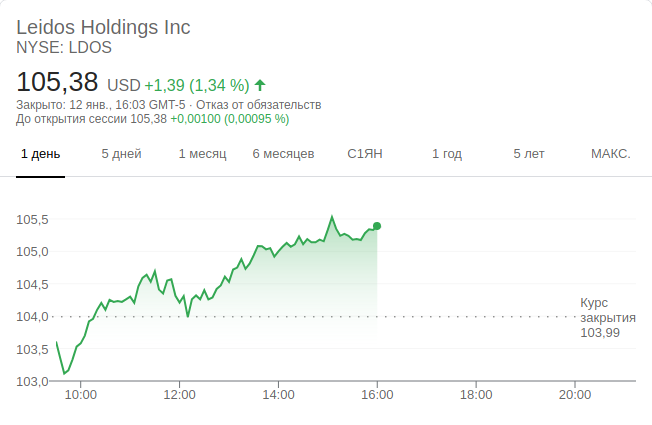 Leidos Holdings Inc
NYSE: LDOS
105,38 USD +1,39 (1,34 %)
Закрыто: 12 янв., 16:03 GMT-5 · Отказ от обязательств
До открытия сессии 105,38 +0,00100 (0,00095 %)
1 день 5 дней 1 месяц 6 месяцев С1ЯН 1 год 5 лет МАКС.
105,5
105,0
104,5
104,0
103,5
103,0
Курс
закрытия
103,99
10:00 12:00 14:00 16:00 18:00 20:00